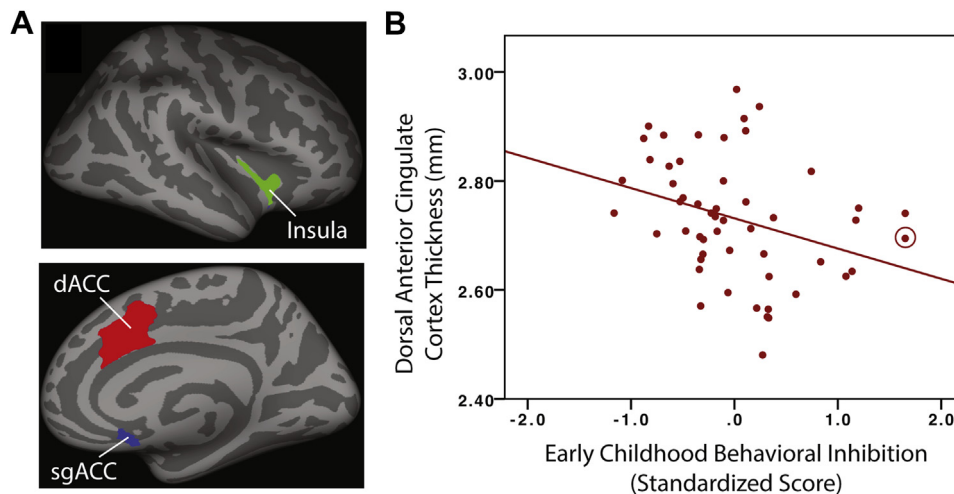 A
Insula
dACC
sgACC
B
Dorsal Anterior Cingulate
Cortex Thickness (mm)
3.00
2.80
2.60
2.40
-2.0
-1.0
.0
1.0
2.0
Early Childhood Behavioral Inhibition
(Standardized Score)